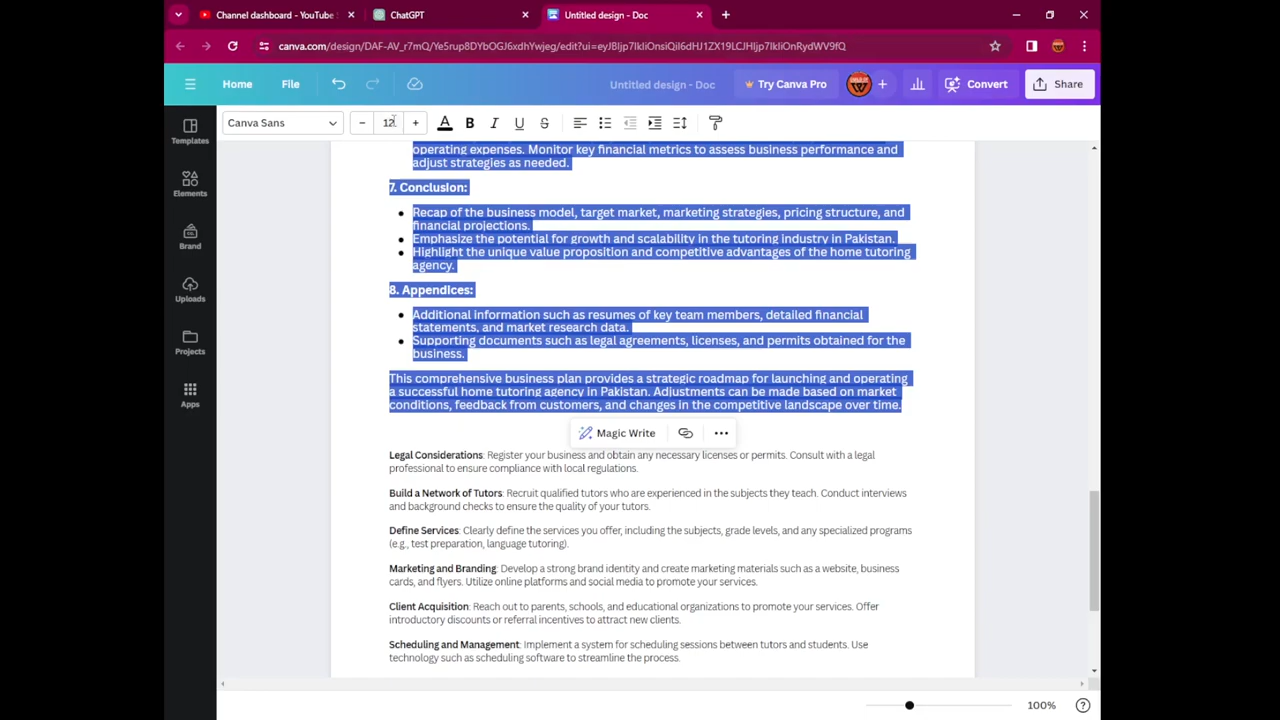 Channel dashboard - YouTube
ChatGPT
Untitled design - Doc
Home
File
Untitled design - Doc
Try Canva Pro
Convert
Share
Canva Sans
12
Templates
Elements
Brand
Uploads
Projects
Apps
operating expenses. Monitor key financial metrics to assess business performance and
adjust strategies as needed.
7. Conclusion:
Recap of the business model, target market, marketing strategies, pricing structure, and
financial projections.
Emphasize the potential for growth and scalability in the tutoring industry in Pakistan.
Highlight the unique value proposition and competitive advantages of the home tutoring
agency.
8. Appendices:
Additional information such as resumes of key team members, detailed financial
statements, and market research data.
Supporting documents such as legal agreements, licenses, and permits obtained for the
business.
This comprehensive business plan provides a strategic roadmap for launching and operating
a successful home tutoring agency in Pakistan. Adjustments can be made based on market
conditions, feedback from customers, and changes in the competitive landscape over time.
Magic Write
Legal Considerations: Register your business and obtain any necessary licenses or permits. Consult with a legal
professional to ensure compliance with local regulations.
Build a Network of Tutors: Recruit qualified tutors who are experienced in the subjects they teach. Conduct interviews
and background checks to ensure the quality of your tutors.
Define Services: Clearly define the services you offer, including the subjects, grade levels, and any specialized programs
(e.g., test preparation, language tutoring).
Marketing and Branding: Develop a strong brand identity and create marketing materials such as a website, business
cards, and flyers. Utilize online platforms and social media to promote your services.
Client Acquisition: Reach out to parents, schools, and educational organizations to promote your services. Offer
introductory discounts or referral incentives to attract new clients.
Scheduling and Management: Implement a system for scheduling sessions between tutors and students. Use
technology such as scheduling software to streamline the process.
100%